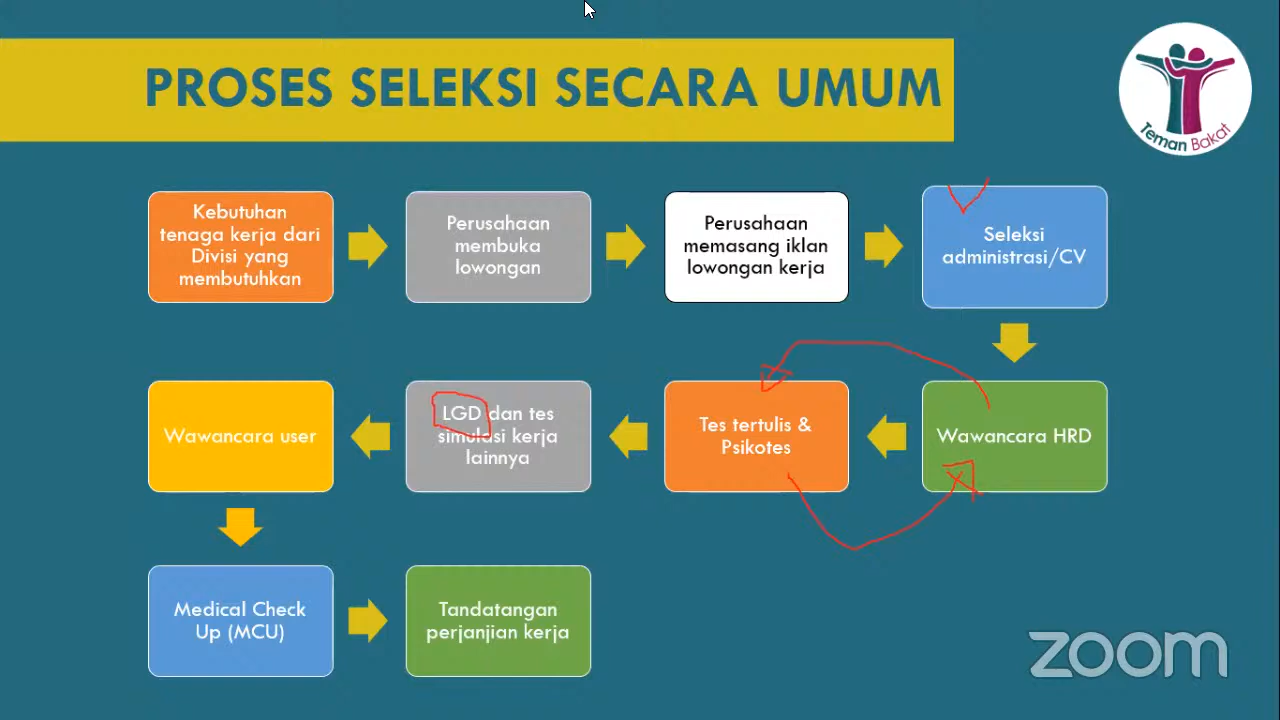 PROSES SELEKSI SECARA UMUM
Teman Bakat
Kebutuhan
tenaga kerja dari
Divisi yang
membutuhkan
Perusahaan
membuka
lowongan
Perusahaan
memasang iklan
lowongan kerja
Seleksi
administrasi/CV
Wawancara HRD
Tes tertulis &
Psikotes
LGD dan tes
simulasi kerja
lainnya
Wawancara user
Medical Check
Up (MCU)
Tandatangan
perjanjian kerja
zoom